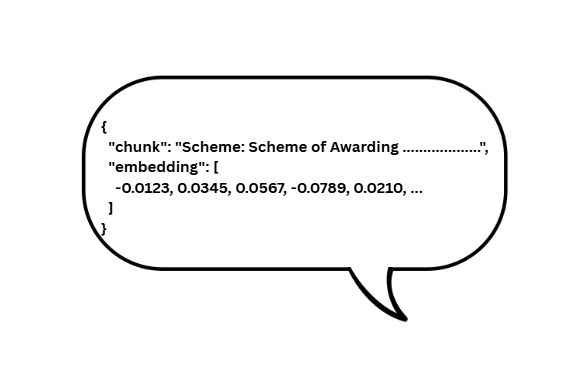 {
"chunk": "Scheme: Scheme of Awarding ...................",
"embedding": [
-0.0123, 0.0345, 0.0567, -0.0789, 0.0210, ...
]
}